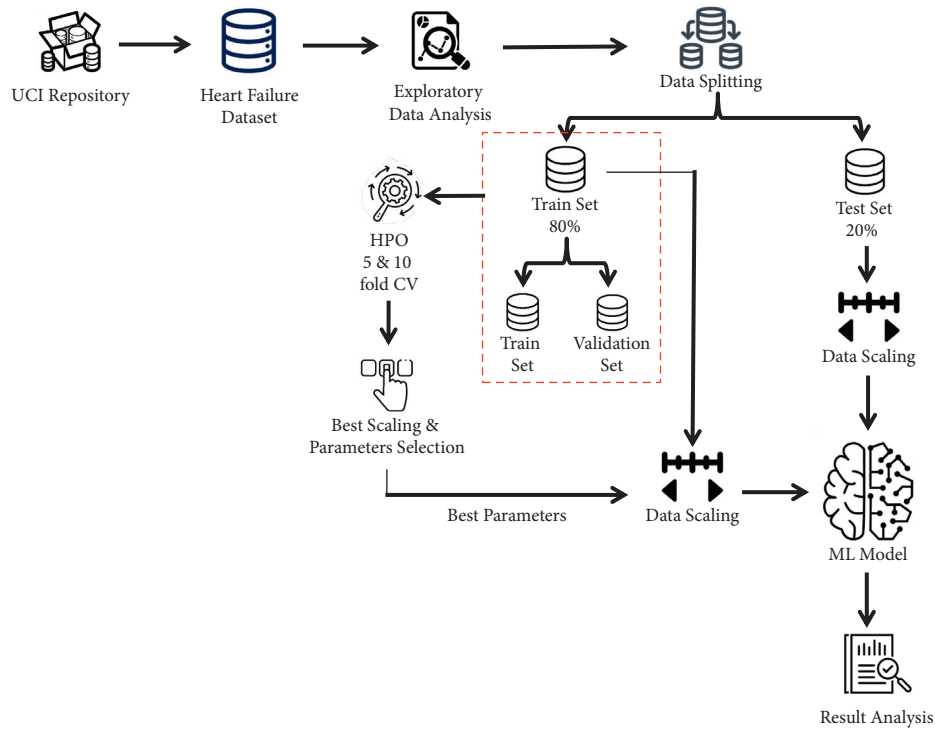 UCI Repository
Heart Failure
Dataset
Exploratory
Data Analysis
Data Splitting
Train Set
80%
Test Set
20%
HPO
5 & 10
fold CV
Train
Set
Validation
Set
Data Scaling
Best Scaling &
Parameters Selection
Best Parameters
Data Scaling
ML Model
Result Analysis